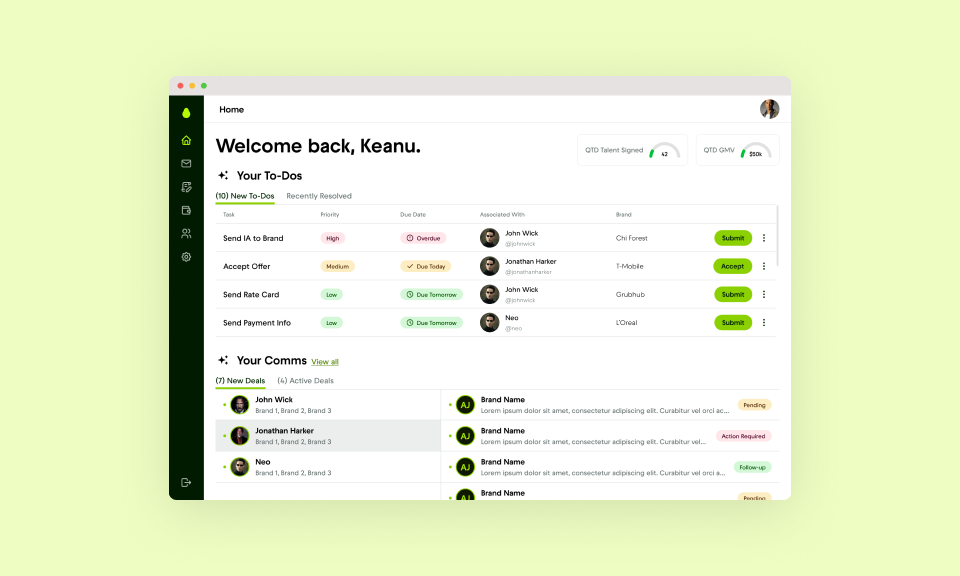 Home
Welcome back, Keanu.
QTD Talent Signed
42
QTD GMV
$50k
Your To-Dos
(10) New To-Dos Recently Resolved
Task Priority Due Date Associated With Brand
Send IA to Brand High Overdue John Wick @johnwick Chi Forest Submit
Accept Offer Medium Due Today Jonathan Harker @jonathanharker T-Mobile Accept
Send Rate Card Low Due Tomorrow John Wick @johnwick Grubhub Submit
Send Payment Info Low Due Tomorrow Neo @neo L'Oreal Submit
Your Comms View all
(7) New Deals (4) Active Deals
John Wick
Brand 1, Brand 2, Brand 3
Jonathan Harker
Brand 1, Brand 2, Brand 3
Neo
Brand 1, Brand 2, Brand 3
AJ Brand Name
Lorem ipsum dolor sit amet, consectetur adipiscing elit. Curabitur vel orci ac... Pending
AJ Brand Name
Lorem ipsum dolor sit amet, consectetur adipiscing elit. Curabitur vel... Action Required
AJ Brand Name
Lorem ipsum dolor sit amet, consectetur adipiscing elit. Curabitur vel orci a... Follow-up
AJ Brand Name
Pending